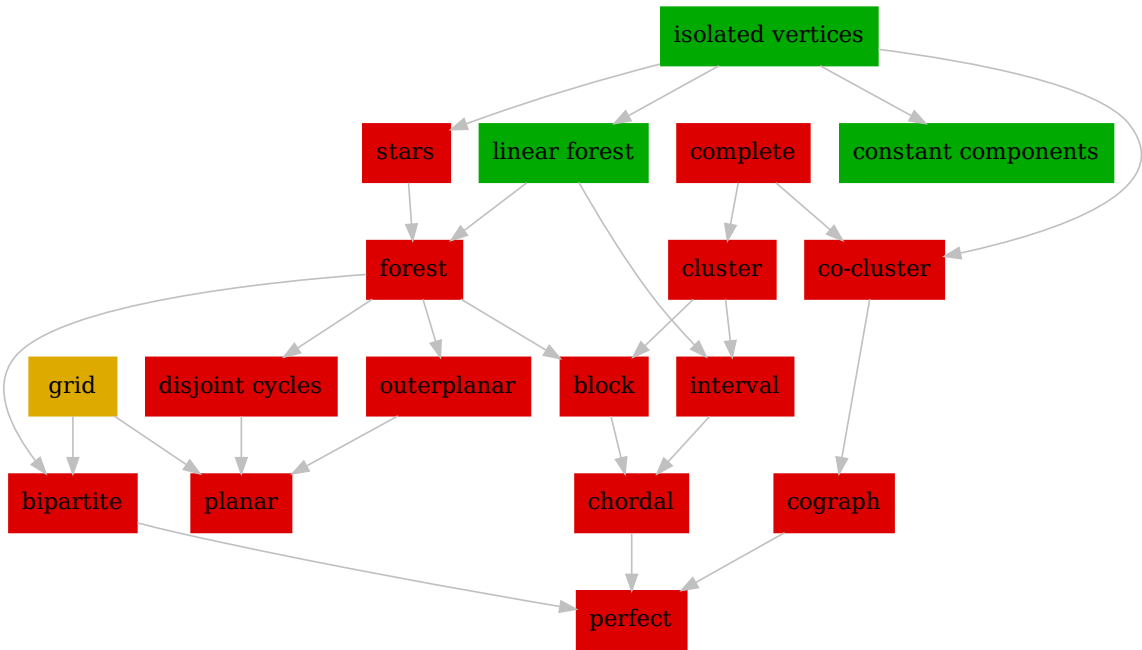 isolated vertices
stars
linear forest
complete
constant components
forest
cluster
co-cluster
grid
disjoint cycles
outerplanar
block
interval
bipartite
planar
chordal
cograph
perfect